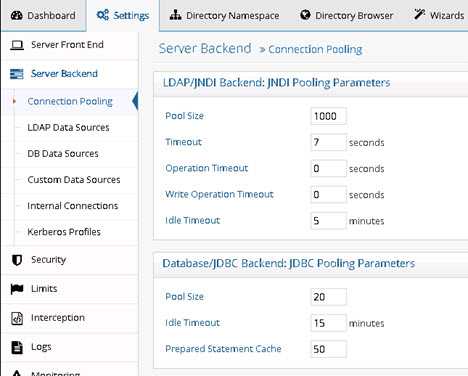 Dashboard Settings Directory Namespace Directory Browser Wizards
Server Front End
Server Backend
Connection Pooling
LDAP Data Sources
DB Data Sources
Custom Data Sources
Internal Connections
Kerberos Profiles
Security
Limits
Interception
Logs
Monitoring
Server Backend » Connection Pooling
LDAP/JNDI Backend: JNDI Pooling Parameters
Pool Size 1000
Timeout 7 seconds
Operation Timeout 0 seconds
Write Operation Timeout 0 seconds
Idle Timeout 5 minutes
Database/JDBC Backend: JDBC Pooling Parameters
Pool Size 20
Idle Timeout 15 minutes
Prepared Statement Cache 50